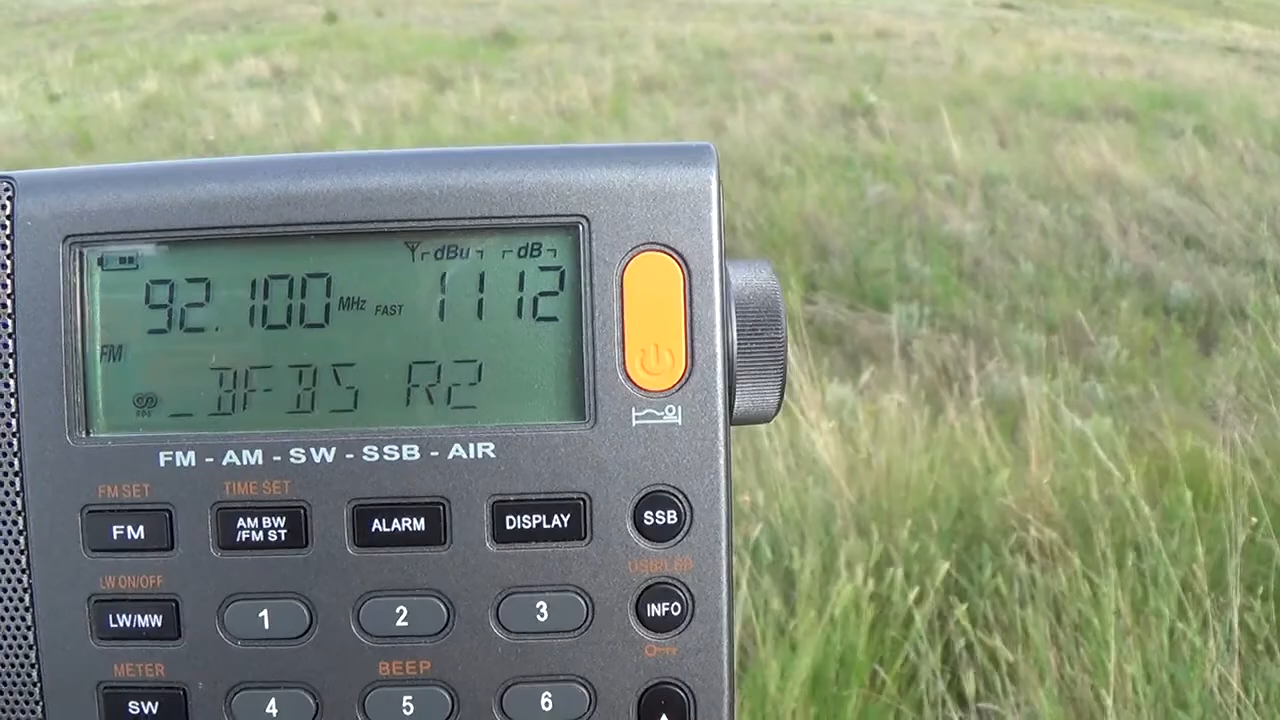 dBu dB
92.100 MHz FAST 11 12
FM
RDS _BFBS R2
FM - AM - SW - SSB - AIR
FM SET TIME SET
FM AM BW /FM ST ALARM DISPLAY SSB
USB/LSB
LW ON/OFF
LW/MW 1 2 3 INFO
METER BEEP
SW 4 5 6